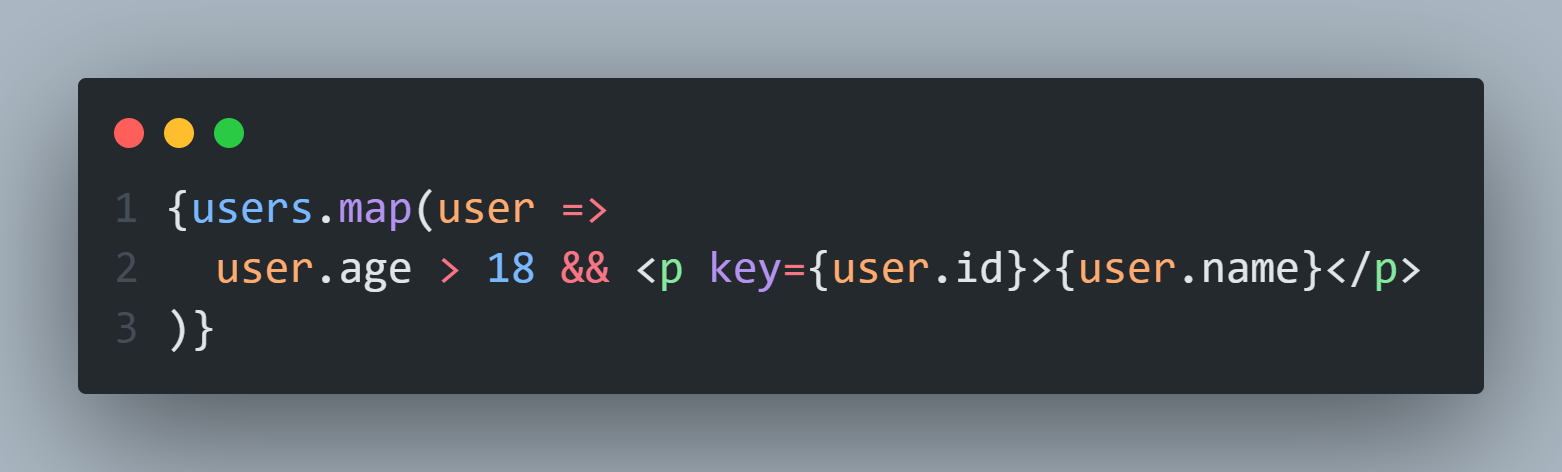 1 {users.map(user =>
2   user.age > 18 && <p key={user.id}>{user.name}</p>
3 )}